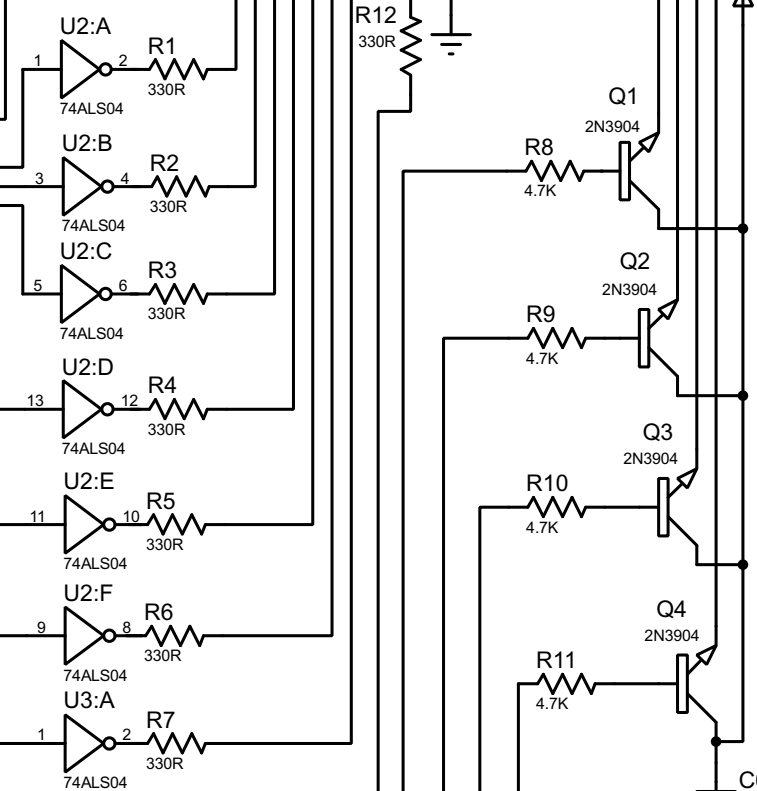 U2:A
1
2
74ALS04
R1
330R
U2:B
3
4
74ALS04
R2
330R
U2:C
5
6
74ALS04
R3
330R
U2:D
13
12
74ALS04
R4
330R
U2:E
11
10
74ALS04
R5
330R
U2:F
9
8
74ALS04
R6
330R
U3:A
1
2
74ALS04
R7
330R
R12
330R
Q1
2N3904
R8
4.7K
Q2
2N3904
R9
4.7K
Q3
2N3904
R10
4.7K
Q4
2N3904
R11
4.7K